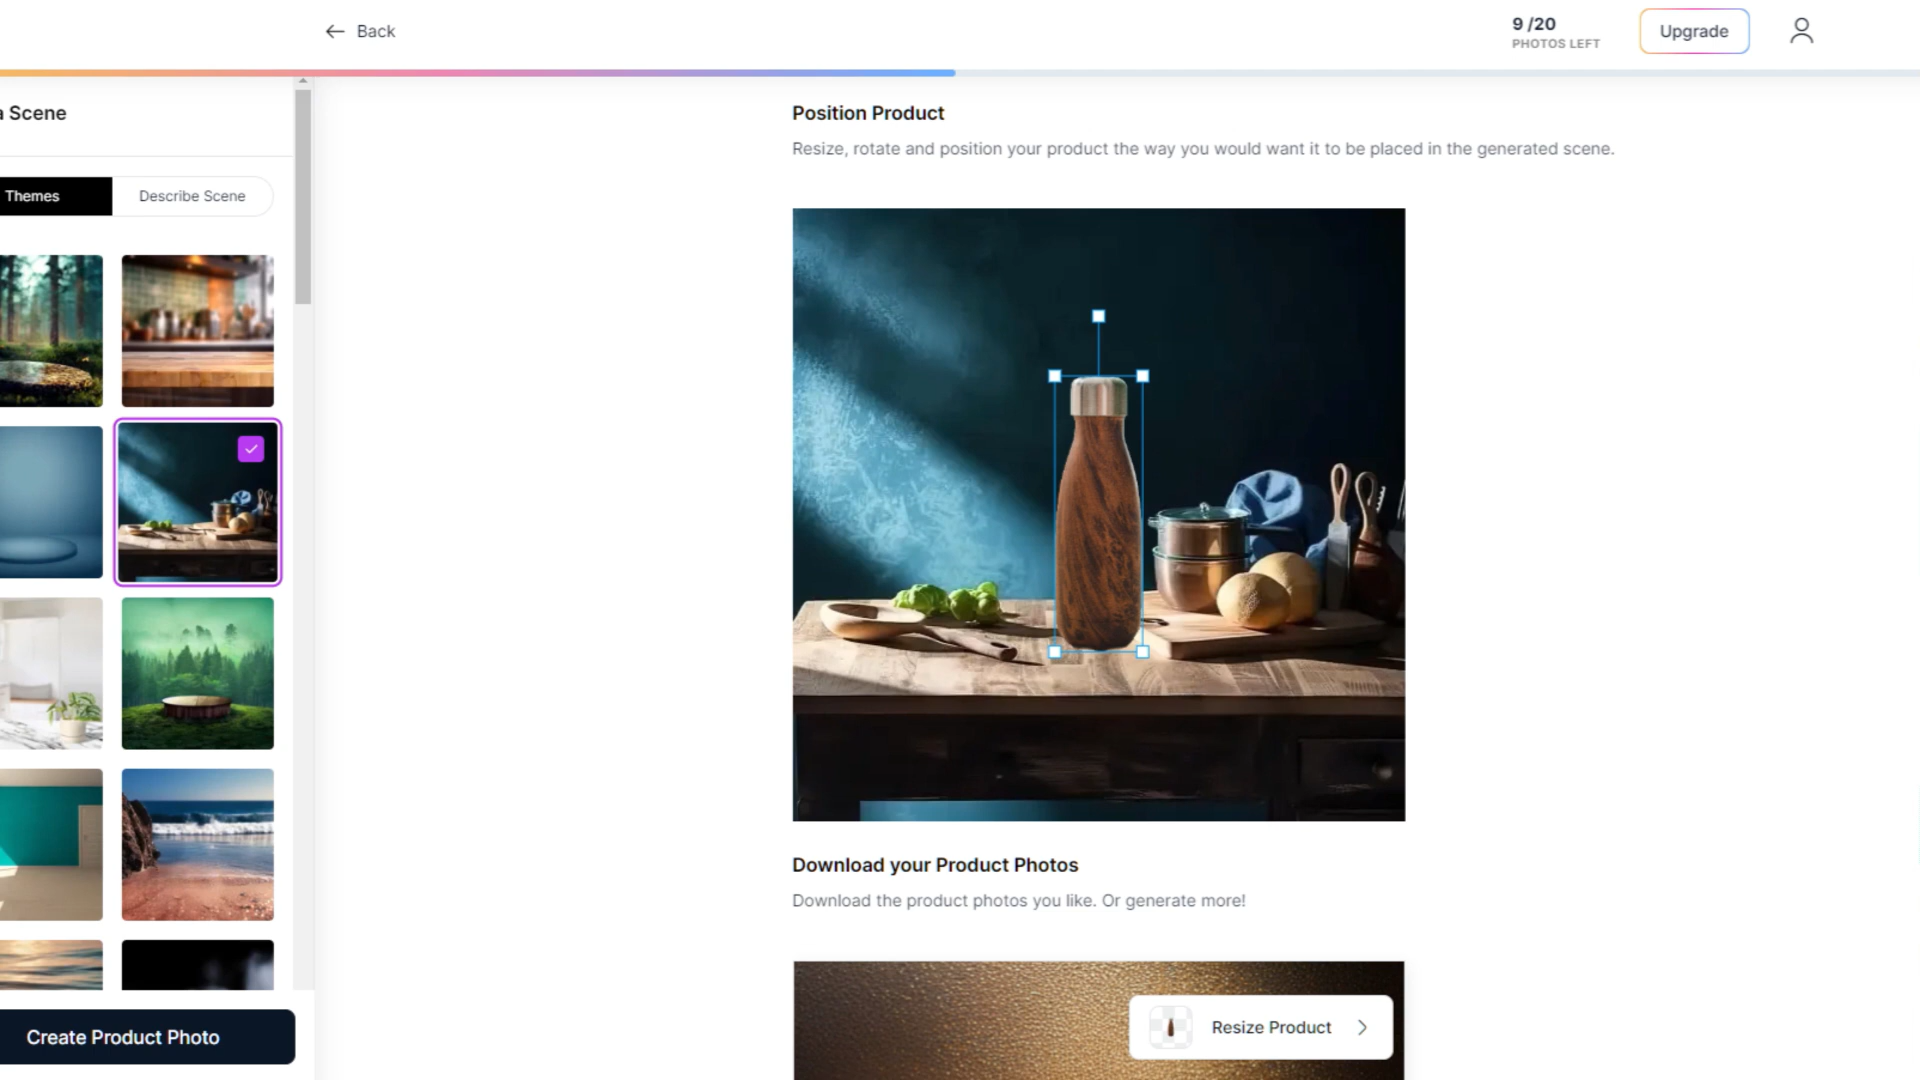 Back
9 /20
PHOTOS LEFT
Upgrade
Scene
Position Product
Resize, rotate and position your product the way you would want it to be placed in the generated scene.
Themes
Describe Scene
Download your Product Photos
Download the product photos you like. Or generate more!
Resize Product
Create Product Photo